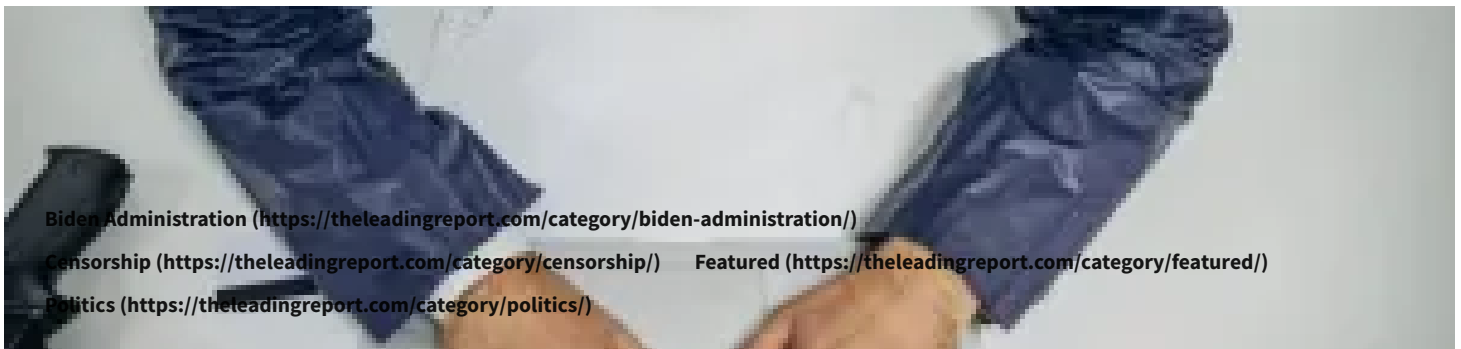 Biden Administration (https://theleadingreport.com/category/biden-administration/)
Censorship (https://theleadingreport.com/category/censorship/) Featured (https://theleadingreport.com/category/featured/)
Politics (https://theleadingreport.com/category/politics/)